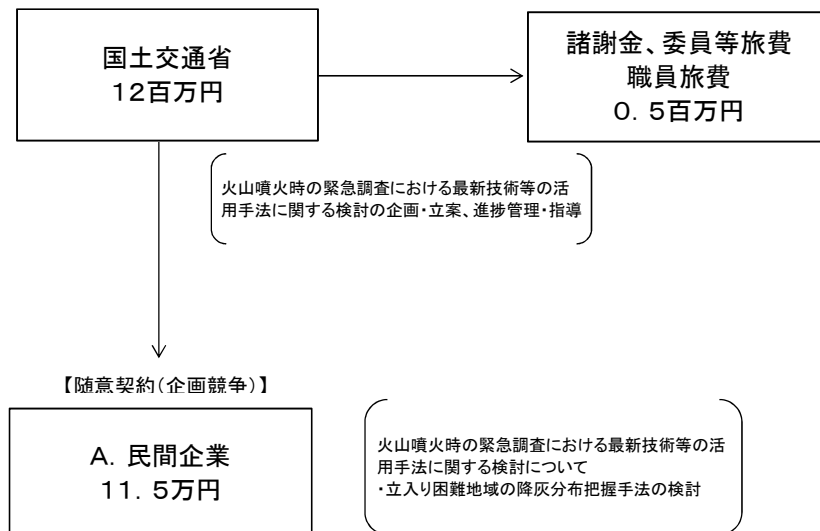 国土交通省
12百万円
諸謝金、委員等旅費
職員旅費
0．5百万円
火山噴火時の緊急調査における最新技術等の活
用手法に関する検討の企画・立案、進捗管理・指導
【随意契約（企画競争）】
A．民間企業
11．5万円
火山噴火時の緊急調査における最新技術等の活
用手法に関する検討について
・立入り困難地域の降灰分布把握手法の検討